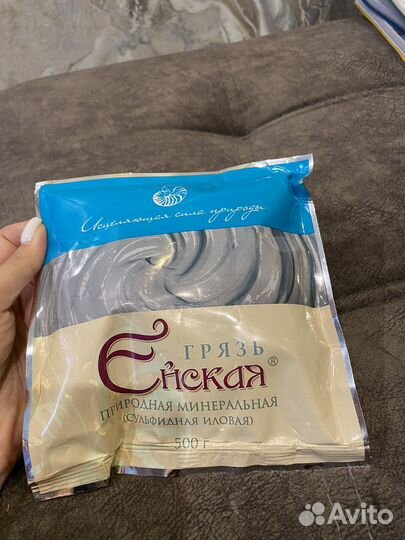 Исцеляющая сила природы
ГРЯЗЬ
Ейская®
ПРИРОДНАЯ МИНЕРАЛЬНАЯ
(СУЛЬФИДНАЯ ИЛОВАЯ)
500 г
Avito